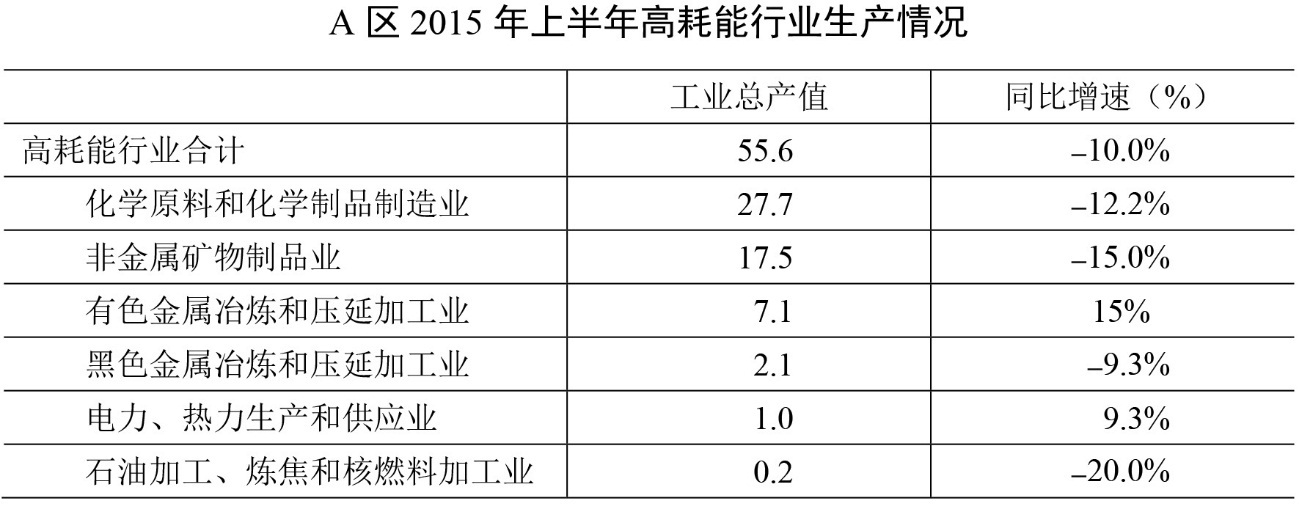 A 区 2015 年上半年高耗能行业生产情况
工业总产值 同比增速（%）
高耗能行业合计 55.6 –10.0%
化学原料和化学制品制造业 27.7 –12.2%
非金属矿物制品业 17.5 –15.0%
有色金属冶炼和压延加工业 7.1 15%
黑色金属冶炼和压延加工业 2.1 –9.3%
电力、热力生产和供应业 1.0 9.3%
石油加工、炼焦和核燃料加工业 0.2 –20.0%